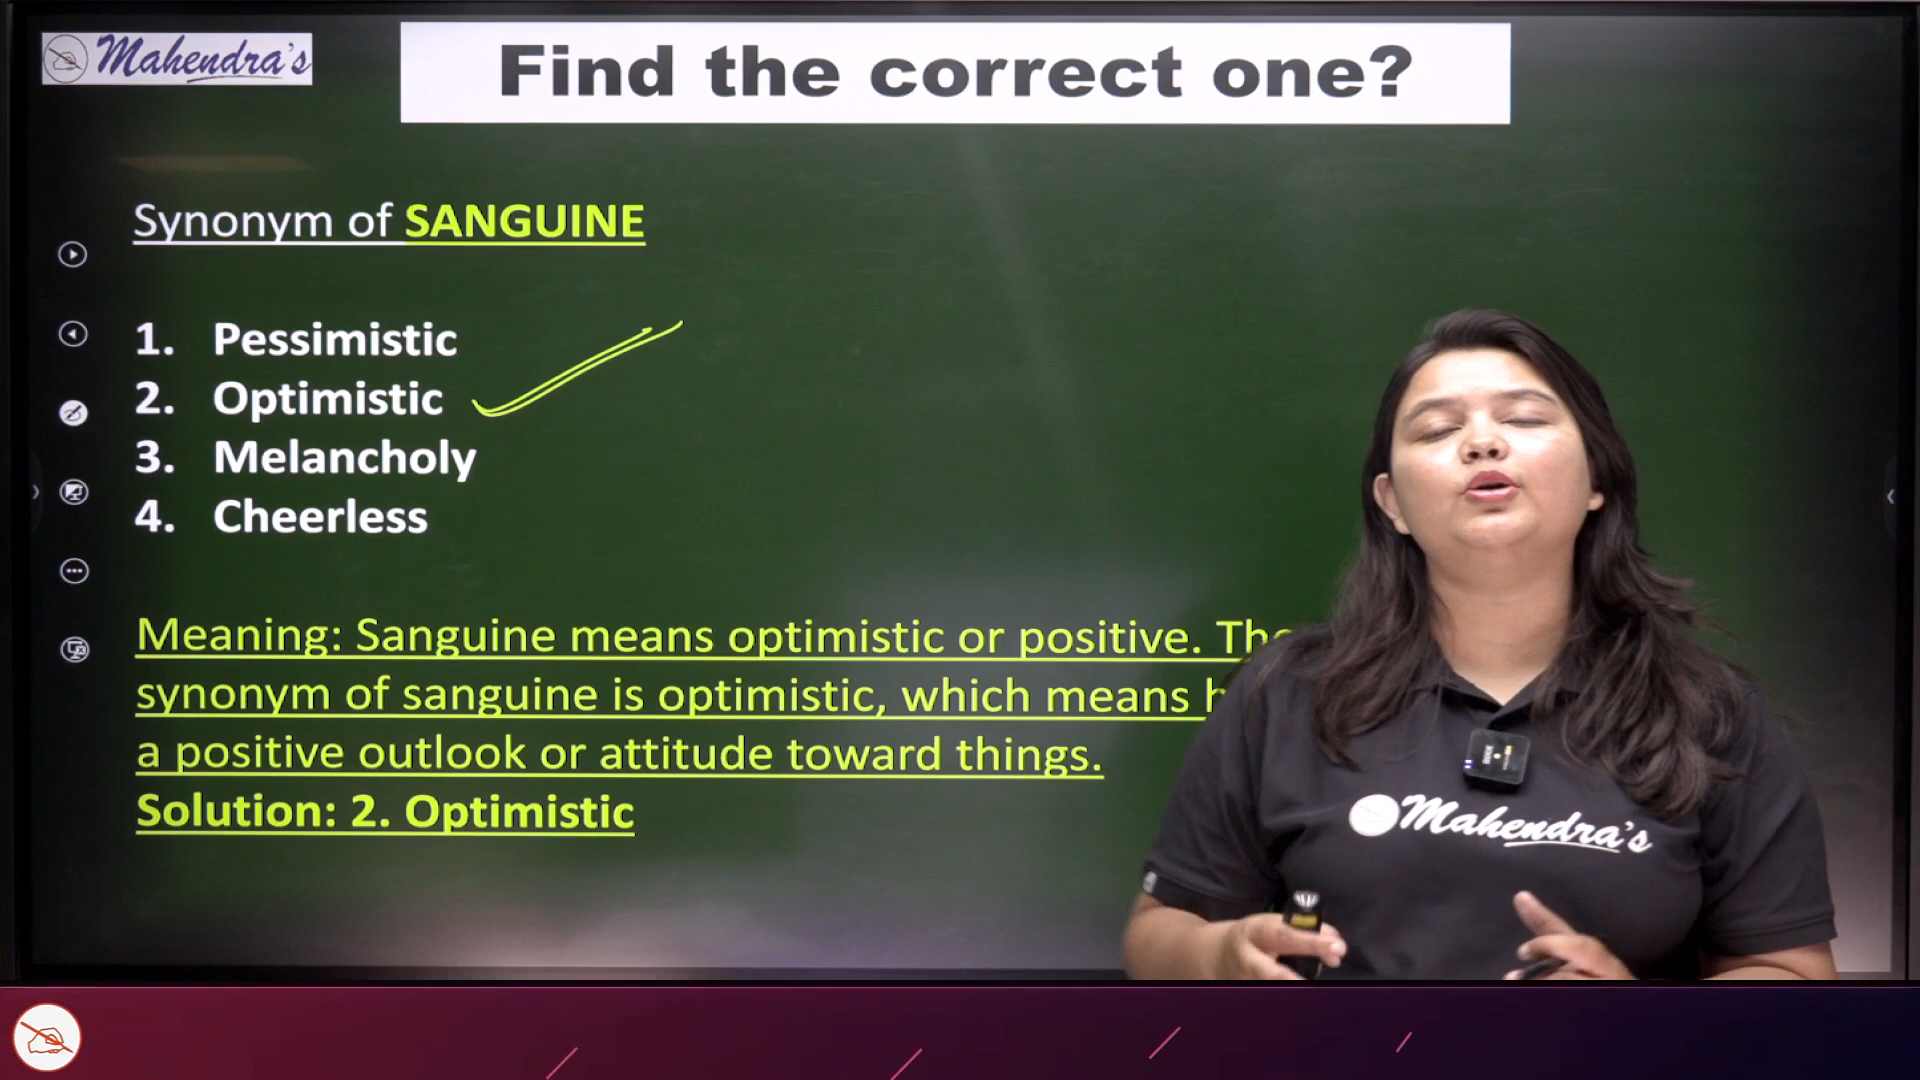 Mahendra's
Find the correct one?
Synonym of SANGUINE
1. Pessimistic
2. Optimistic
3. Melancholy
4. Cheerless
Meaning: Sanguine means optimistic or positive. The
synonym of sanguine is optimistic, which means
a positive outlook or attitude toward things.
Solution: 2. Optimistic
Mahendra's